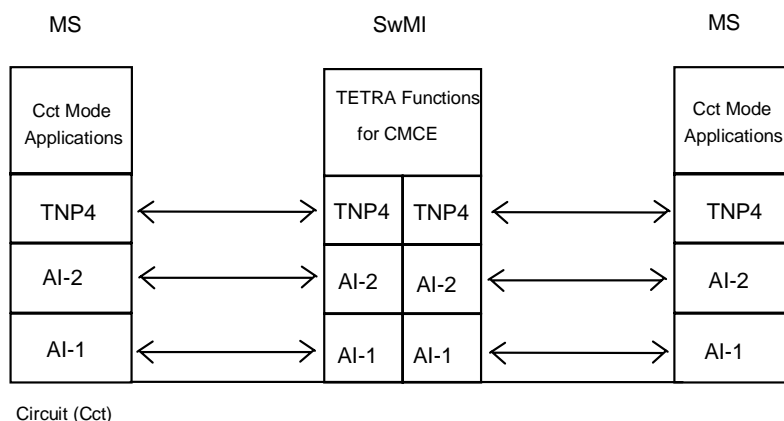 MS SwMI MS
Cct Mode
Applications
TETRA Functions
for CMCE
Cct Mode
Applications
TNP4 TNP4 TNP4 TNP4
AI-2 AI-2 AI-2 AI-2
AI-1 AI-1 AI-1 AI-1
Circuit (Cct)